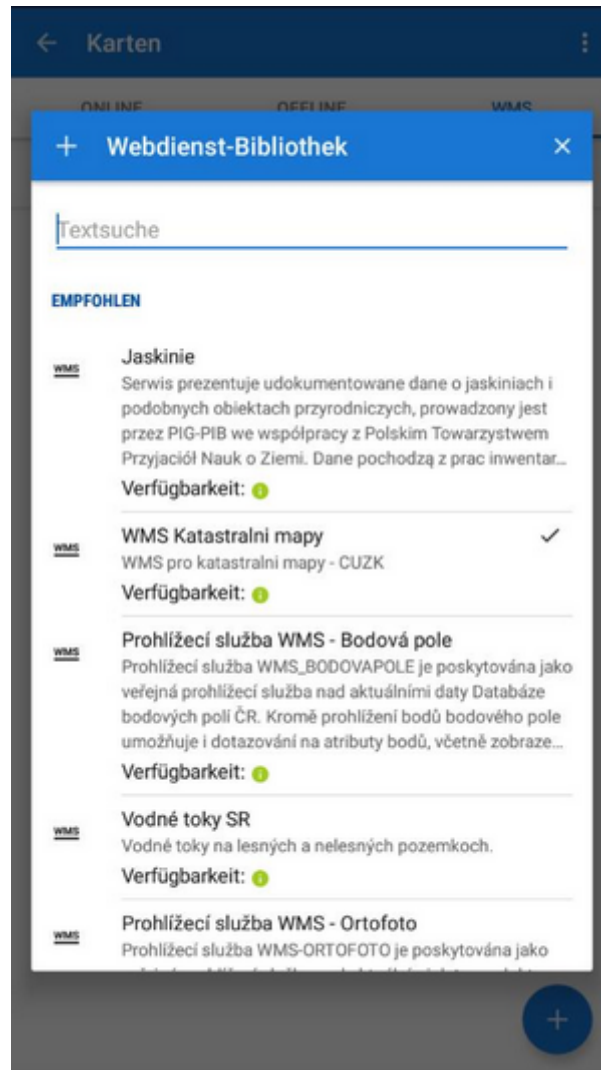 Karten
ONLINE OFFLINE WMS
Webdienst-Bibliothek
Textsuche
EMPFOHLEN
WMS
Jaskinie
Serwis prezentuje udokumentowane dane o jaskiniach i
podobnych obiektach przyrodniczych, prowadzony jest
przez PIG-PIB we współpracy z Polskim Towarzystwem
Przyjaciół Nauk o Ziemi. Dane pochodzą z prac inwentar...
Verfügbarkeit:
WMS
WMS Katastralni mapy
WMS pro katastralni mapy - CUZK
Verfügbarkeit:
WMS
Prohlížecí služba WMS - Bodová pole
Prohlížecí služba WMS_BODOVAPOLE je poskytována jako
veřejná prohlížecí služba nad aktuálními daty Databáze
bodových polí ČR. Kromě prohlížení bodů bodového pole
umožňuje i dotazování na atributy bodů, včetně zobraze...
Verfügbarkeit:
WMS
Vodné toky SR
Vodné toky na lesných a nelesných pozemkoch.
Verfügbarkeit:
WMS
Prohlížecí služba WMS - Ortofoto
Prohlížecí služba WMS-ORTOFOTO je poskytována jako